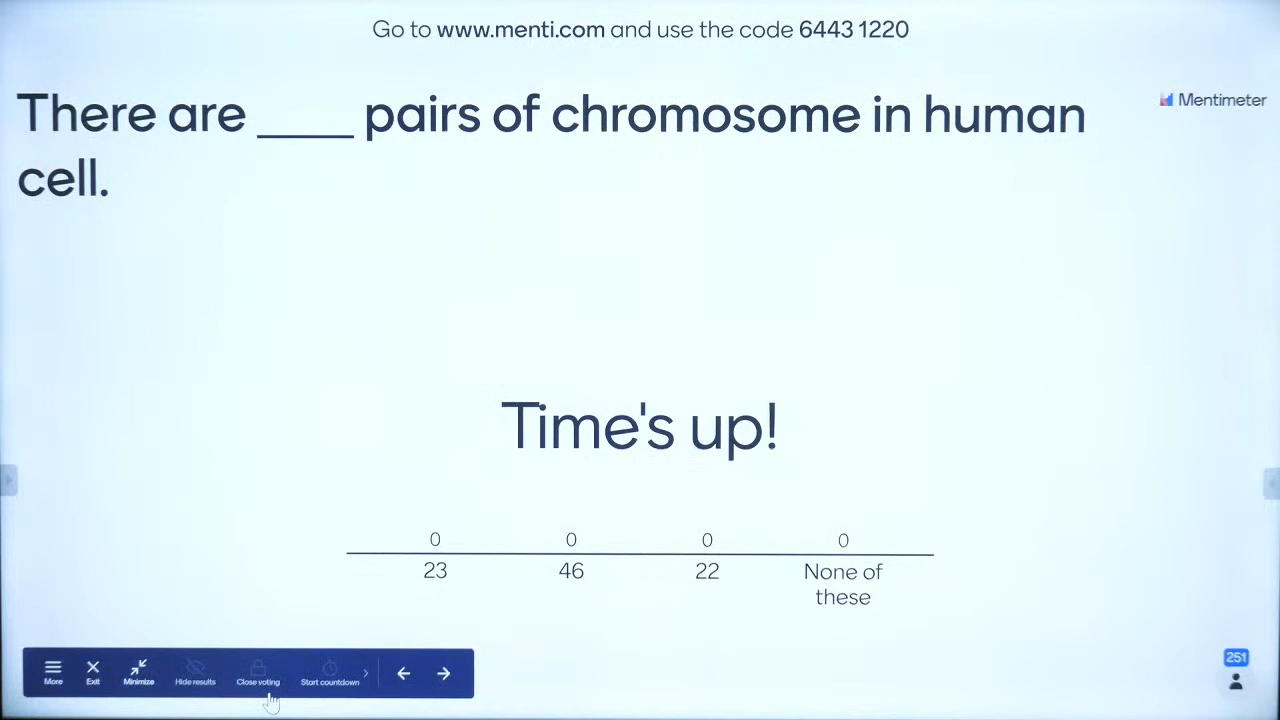 Go to www.menti.com and use the code 6443 1220
There are ____ pairs of chromosome in human
cell.
Mentimeter
Time's up!
0 0 0 0
23 46 22 None of
these
More Exit Minimize Hide results Close voting Start countdown
251